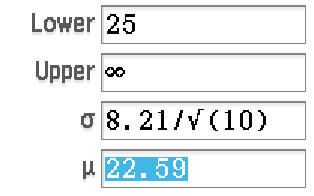 Lower 25
Upper ∞
σ 8.21/√(10)
μ 22.59